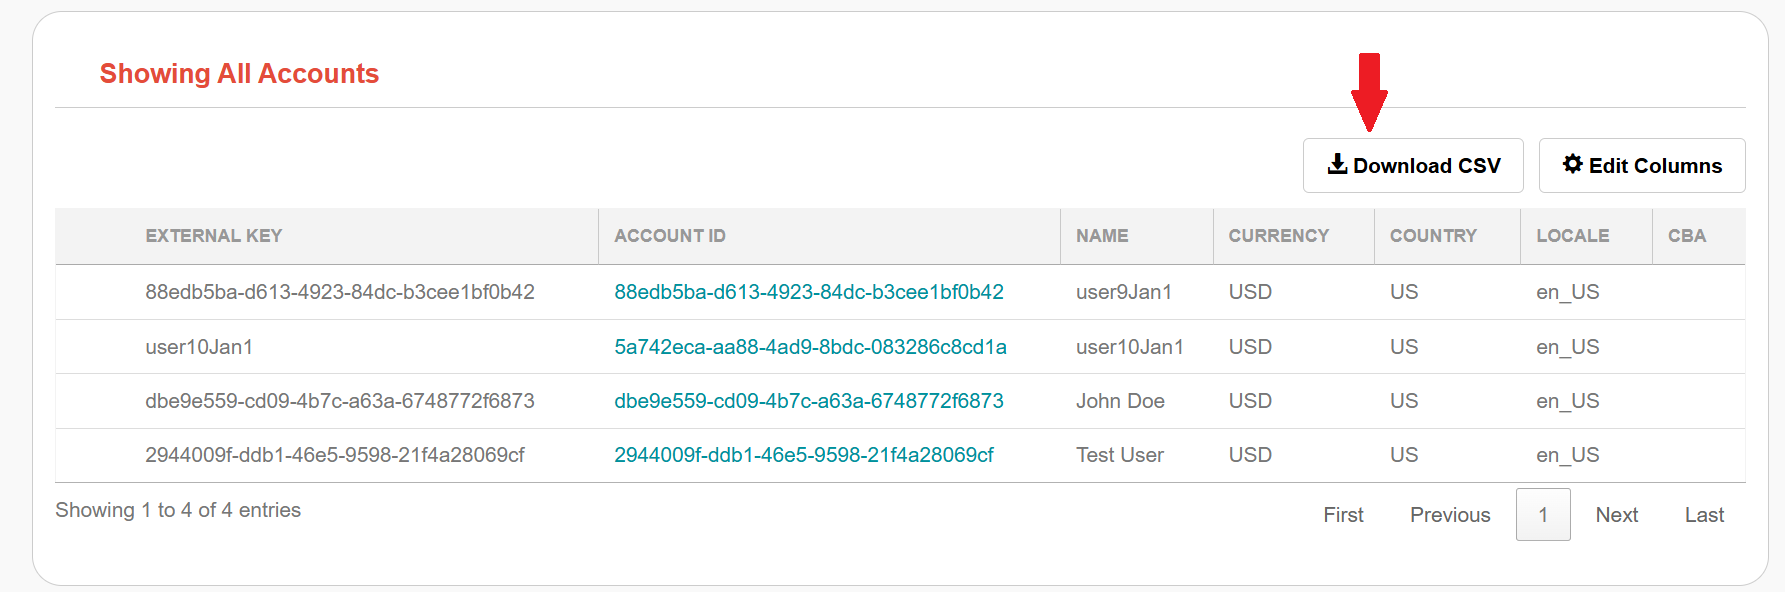 Showing All Accounts
Download CSV Edit Columns
EXTERNAL KEY ACCOUNT ID NAME CURRENCY COUNTRY LOCALE CBA
88edb5ba-d613-4923-84dc-b3cee1bf0b42 88edb5ba-d613-4923-84dc-b3cee1bf0b42 user9Jan1 USD US en_US
user10Jan1 5a742eca-aa88-4ad9-8bdc-083286c8cd1a user10Jan1 USD US en_US
dbe9e559-cd09-4b7c-a63a-6748772f6873 dbe9e559-cd09-4b7c-a63a-6748772f6873 John Doe USD US en_US
2944009f-ddb1-46e5-9598-21f4a28069cf 2944009f-ddb1-46e5-9598-21f4a28069cf Test User USD US en_US
Showing 1 to 4 of 4 entries First Previous 1 Next Last